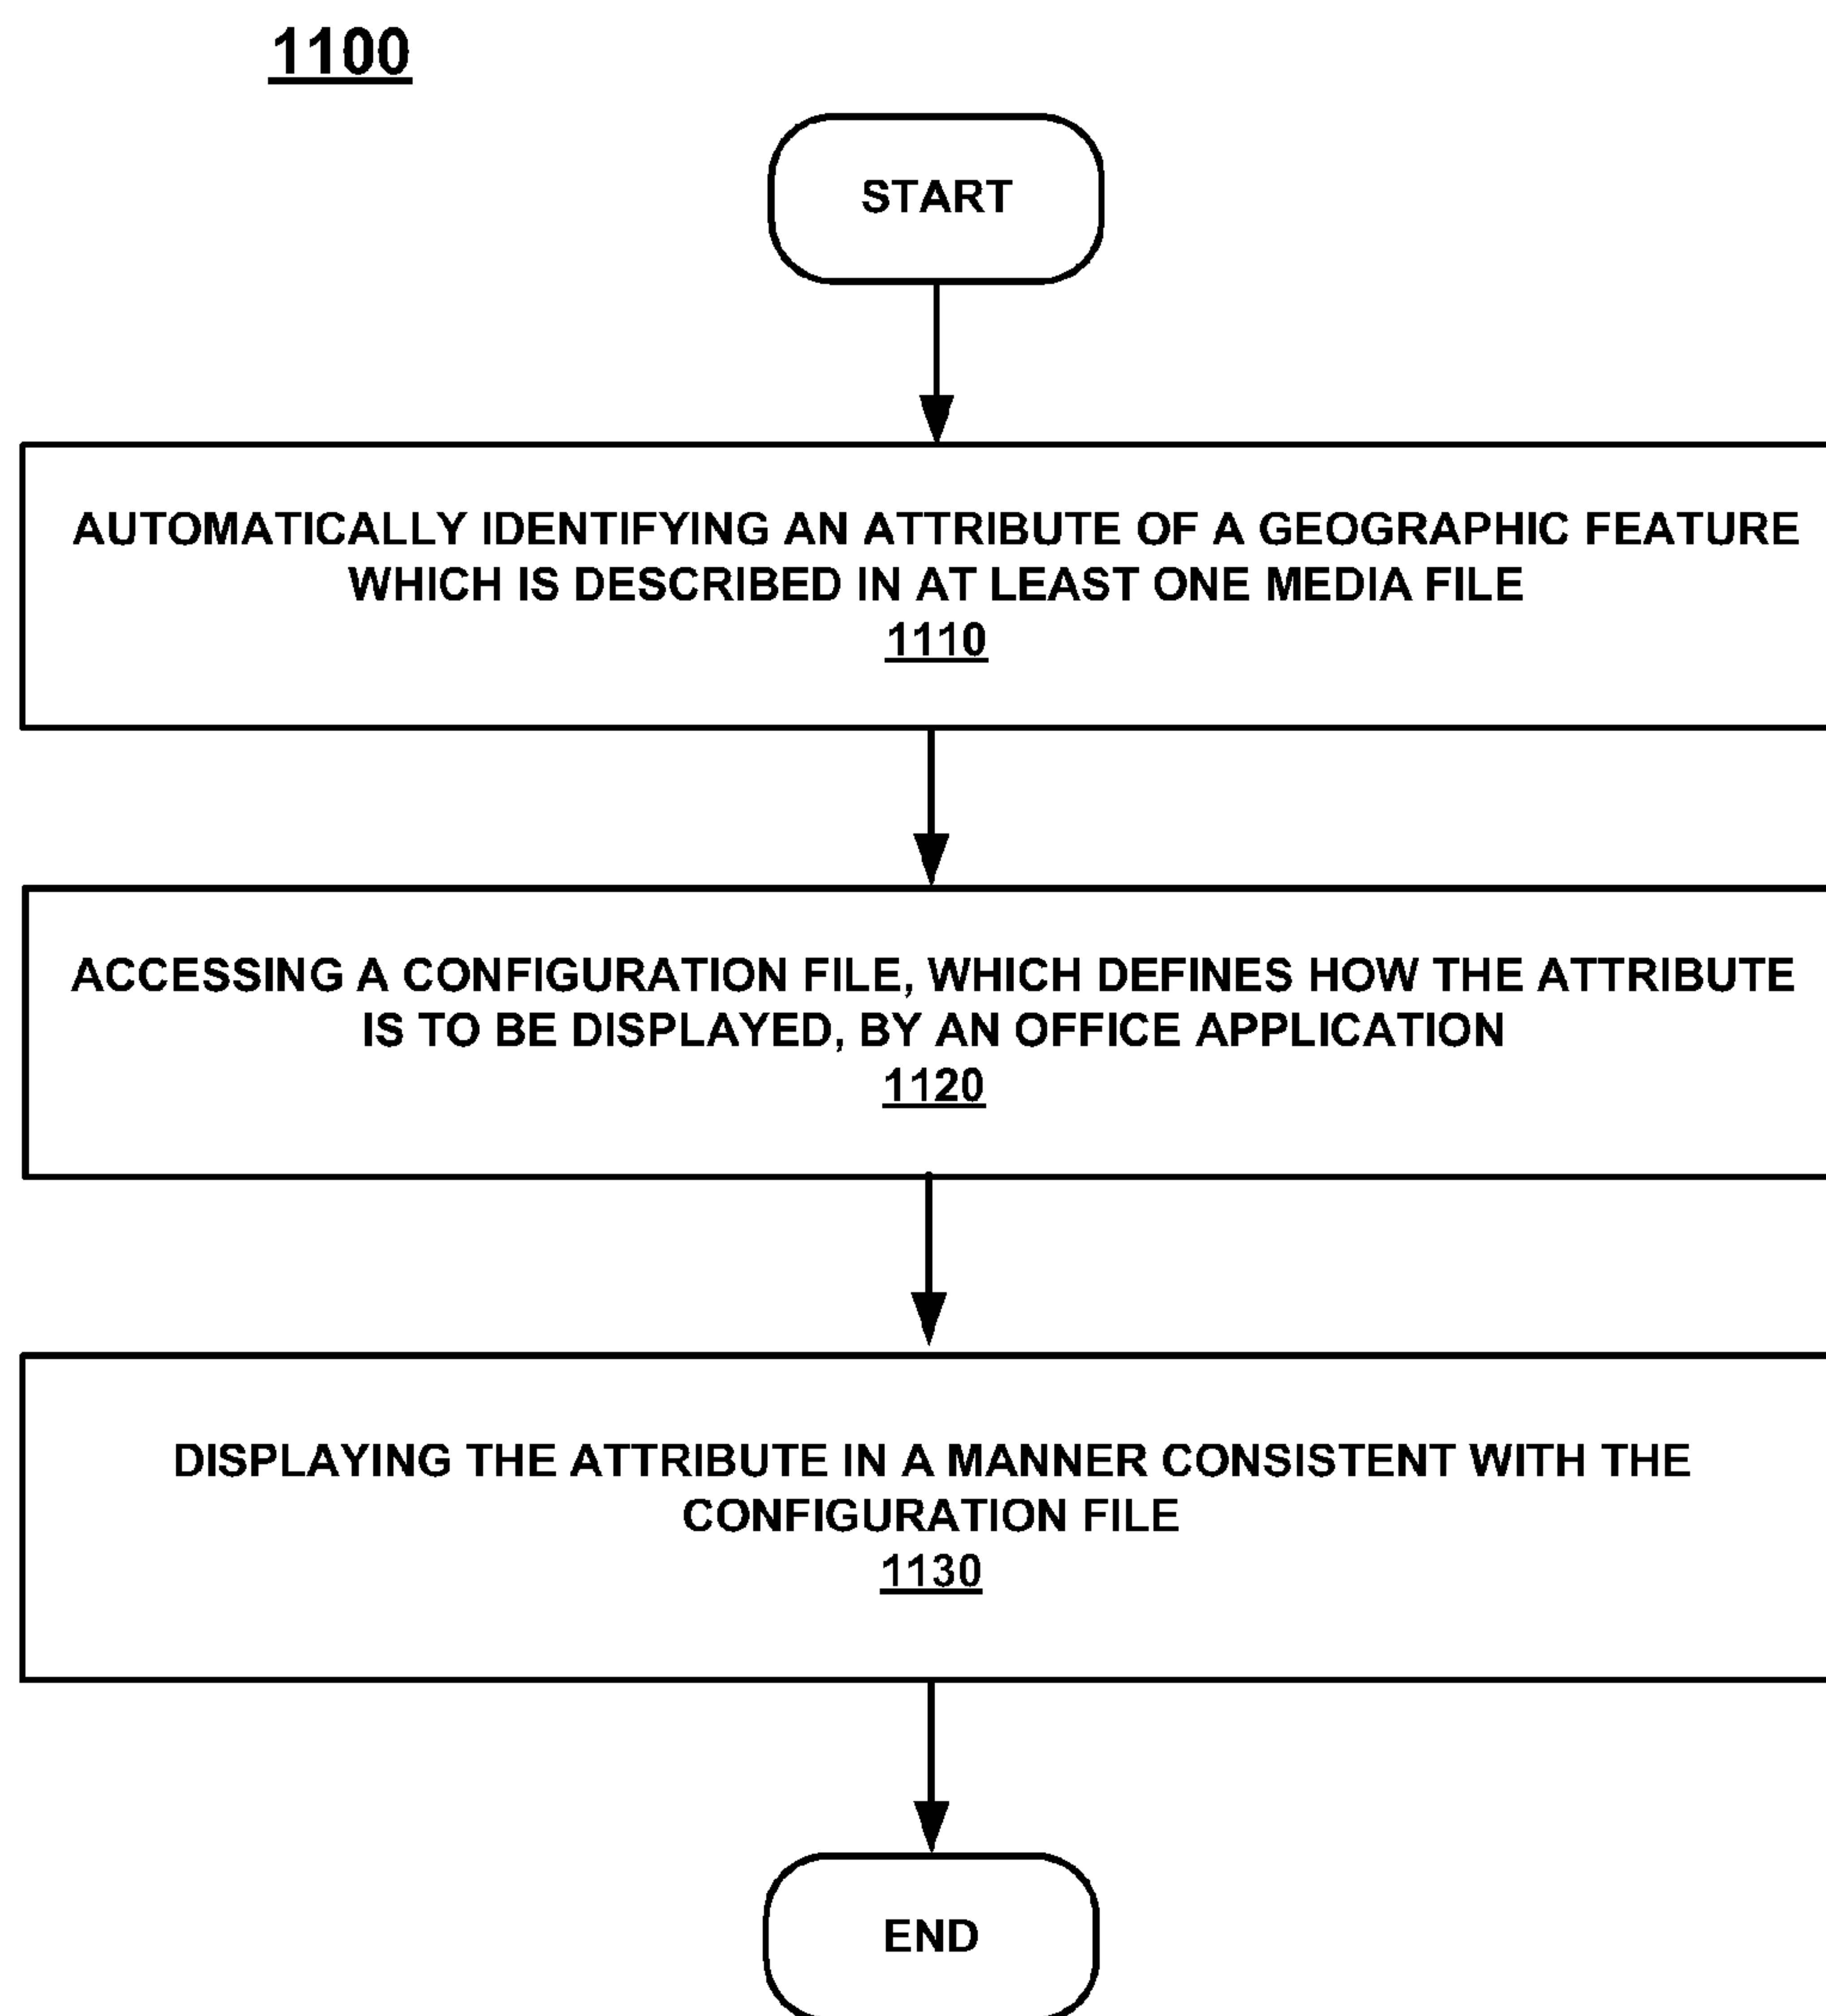 1100
START
AUTOMATICALLY IDENTIFYING AN ATTRIBUTE OF A GEOGRAPHIC FEATURE
WHICH IS DESCRIBED IN AT LEAST ONE MEDIA FILE
1110
ACCESSING A CONFIGURATION FILE, WHICH DEFINES HOW THE ATTRIBUTE
IS TO BE DISPLAYED, BY AN OFFICE APPLICATION
1120
DISPLAYING THE ATTRIBUTE IN A MANNER CONSISTENT WITH THE
CONFIGURATION FILE
1130
END